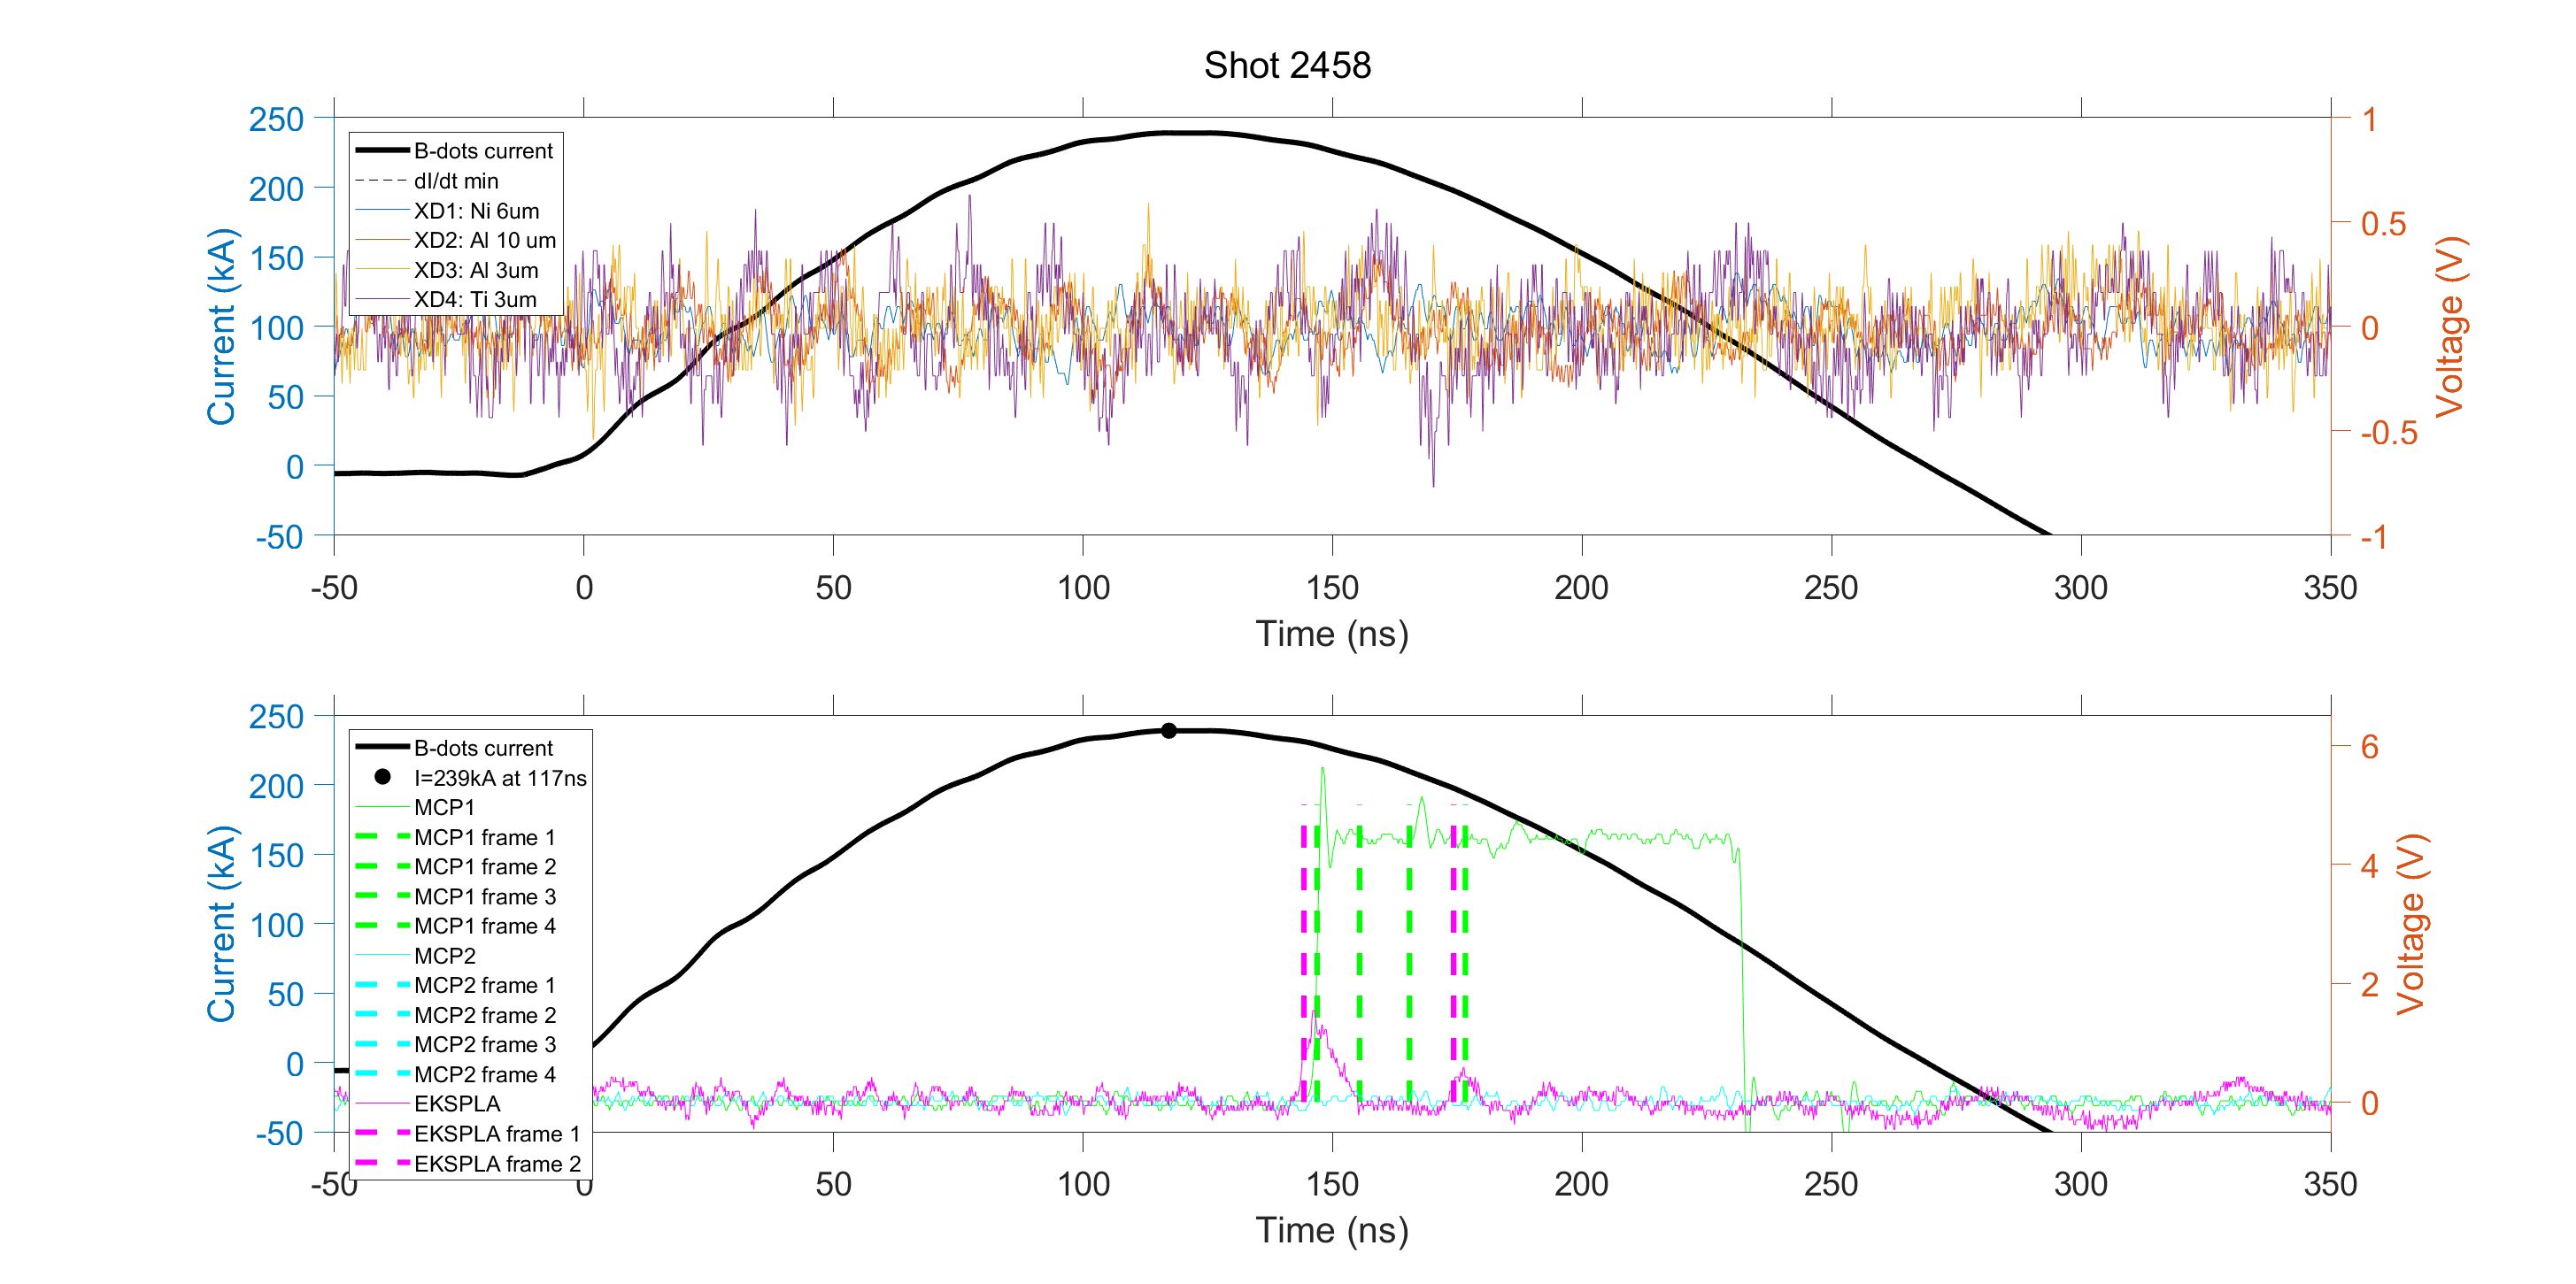 Shot 2458
250
200
150
100
50
0
-50
Current (kA)
B-dots current
dI/dt min
XD1: Ni 6um
XD2: Al 10 um
XD3: Al 3um
XD4: Ti 3um
1
0.5
0
-0.5
-1
Voltage (V)
-50 0 50 100 150 200 250 300 350
Time (ns)
250
200
150
100
50
0
-50
Current (kA)
B-dots current
I=239kA at 117ns
MCP1
MCP1 frame 1
MCP1 frame 2
MCP1 frame 3
MCP1 frame 4
MCP2
MCP2 frame 1
MCP2 frame 2
MCP2 frame 3
MCP2 frame 4
EKSPLA
EKSPLA frame 1
EKSPLA frame 2
6
4
2
0
Voltage (V)
-50 0 50 100 150 200 250 300 350
Time (ns)